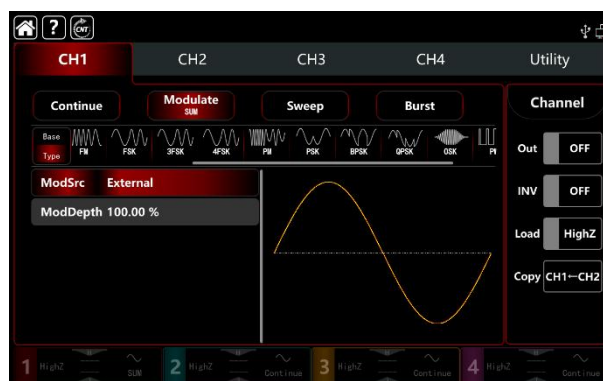 ? CNT
CH1 CH2 CH3 CH4 Utility
Continue Modulate SUM Sweep Burst Channel
Base Type FM FSK 3FSK 4FSK PM PSK BPSK QPSK OSK
Out OFF
ModSrc External
INV OFF
ModDepth 100.00 %
Load HighZ
Copy CH1←CH2
1 HighZ SUM 2 HighZ Continue 3 HighZ Continue 4 HighZ Continue